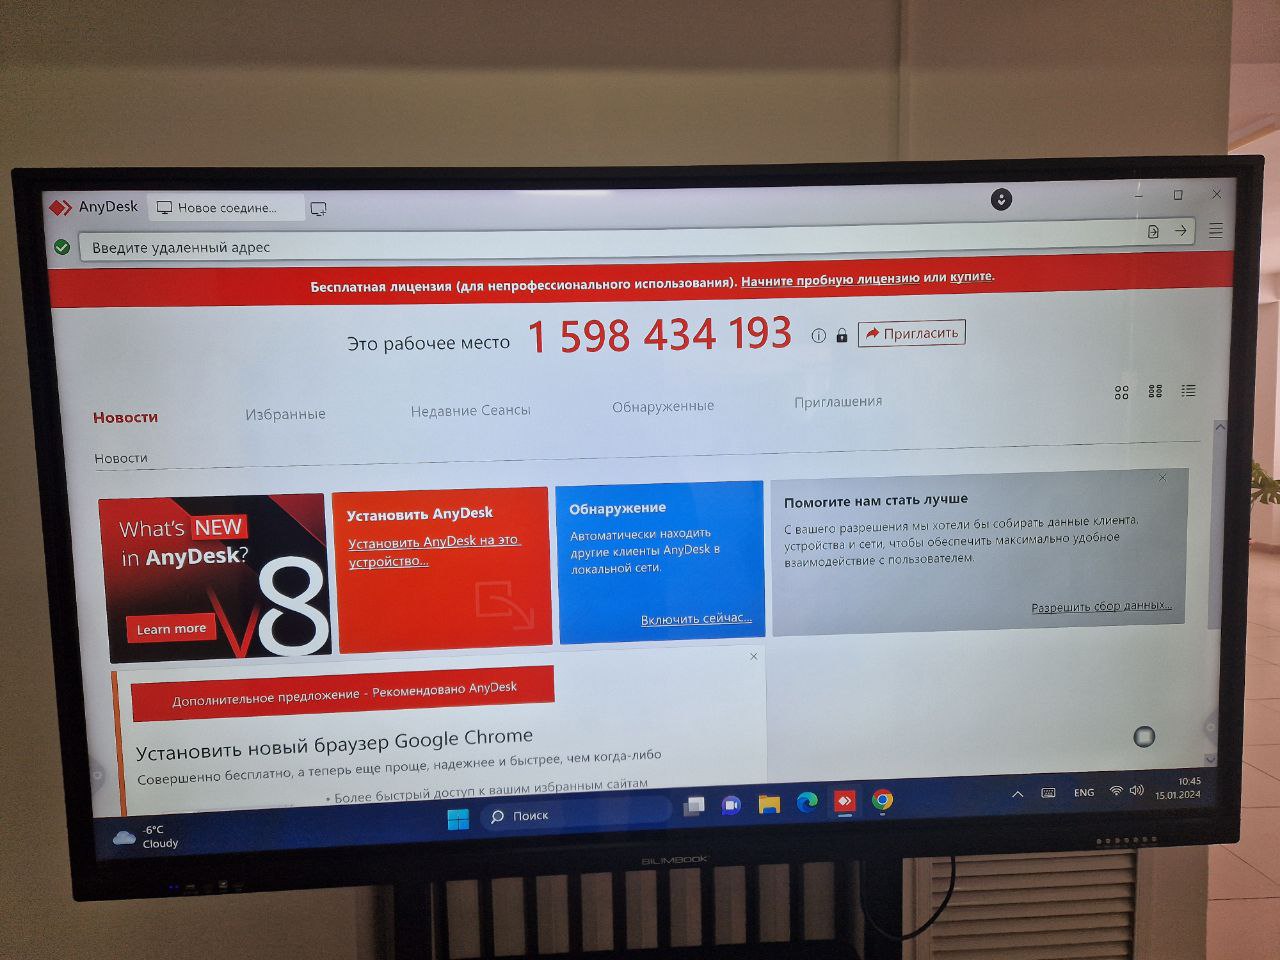 AnyDesk
Новое соедине...
Введите удаленный адрес
Бесплатная лицензия (для непрофессионального использования). Начните пробную лицензию или купите.
Это рабочее место 1 598 434 193 Пригласить
Новости Избранные Недавние Сеансы Обнаруженные Приглашения
Новости
What's NEW
in AnyDesk?
V8
Learn more
Установить AnyDesk
Установить AnyDesk на это
устройство...
Обнаружение
Автоматически находить
другие клиенты AnyDesk в
локальной сети.
Включить сейчас...
Помогите нам стать лучше
С вашего разрешения мы хотели бы собирать данные клиента,
устройства и сети, чтобы обеспечить максимально удобное
взаимодействие с пользователем.
Разрешить сбор данных...
Дополнительное предложение - Рекомендовано AnyDesk
Установить новый браузер Google Chrome
Совершенно бесплатно, а теперь еще проще, надежнее и быстрее, чем когда-либо
• Более быстрый доступ к вашим избранным сайтам
-6°C
Cloudy
Поиск
ENG
10:45
15.01.2024
BILIMBOOK